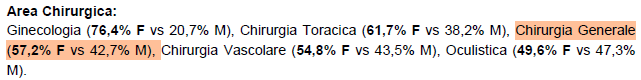 Area Chirurgica:
Ginecologia (76,4% F vs 20,7% M), Chirurgia Toracica (61,7% F vs 38,2% M), Chirurgia Generale
(57,2% F vs 42,7% M), Chirurgia Vascolare (54,8% F vs 43,5% M), Oculistica (49,6% F vs 47,3%
M).